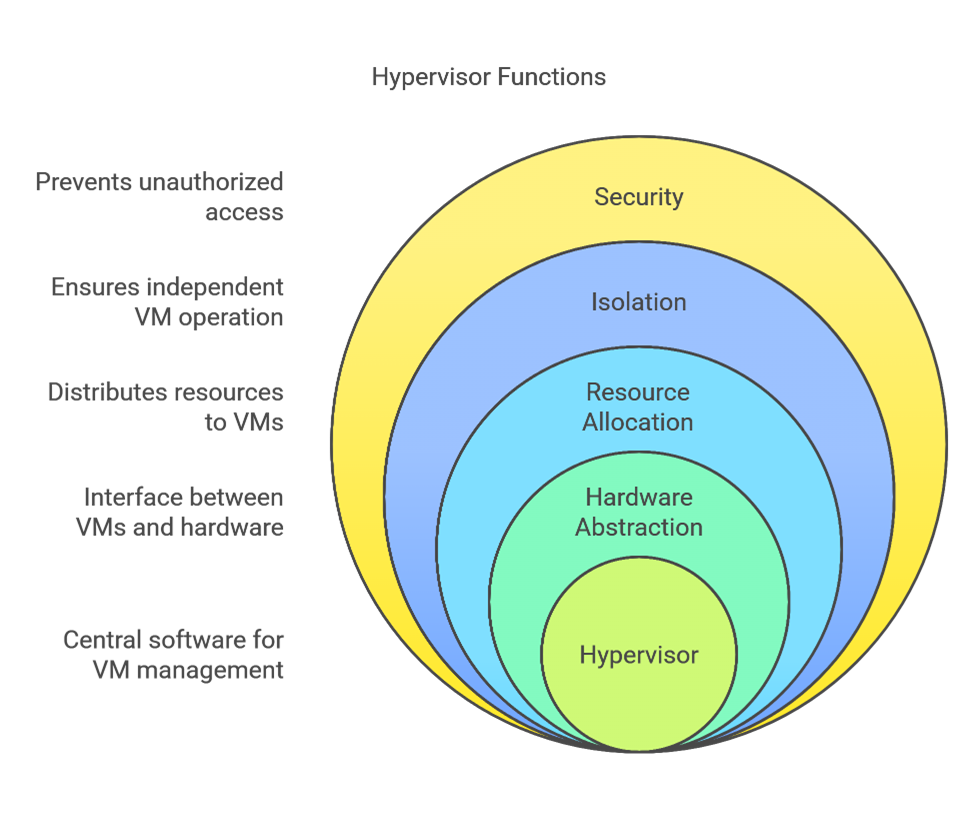 Hypervisor Functions
Prevents unauthorized
access
Security
Ensures independent
VM operation
Isolation
Distributes resources
to VMs
Resource
Allocation
Interface between
VMs and hardware
Hardware
Abstraction
Central software for
VM management
Hypervisor